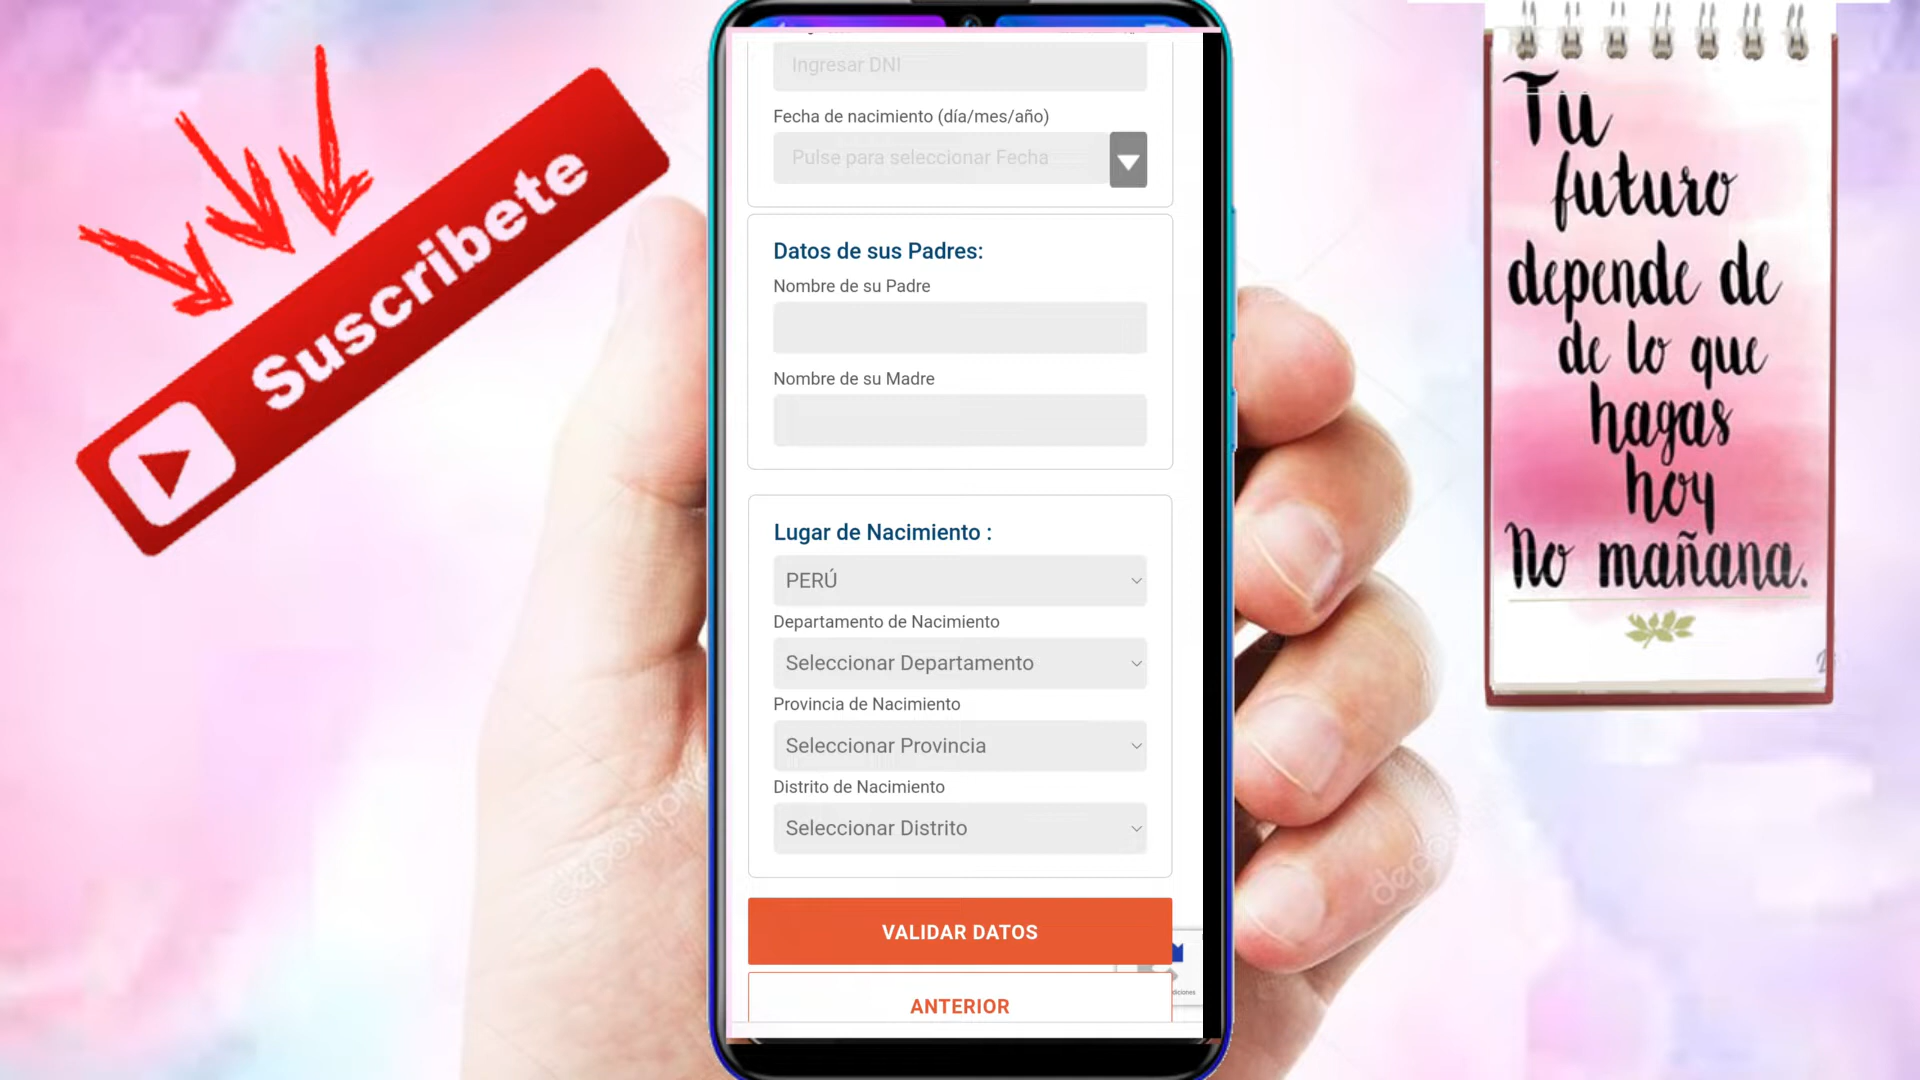 Suscribete
Ingresar DNI
Fecha de nacimiento (día/mes/año)
Pulse para seleccionar Fecha
Datos de sus Padres:
Nombre de su Padre
Nombre de su Madre
Lugar de Nacimiento :
PERÚ
Departamento de Nacimiento
Seleccionar Departamento
Provincia de Nacimiento
Seleccionar Provincia
Distrito de Nacimiento
Seleccionar Distrito
VALIDAR DATOS
diciones
ANTERIOR
Tu
futuro
depende de
de lo que
hagas
hoy
No mañana.